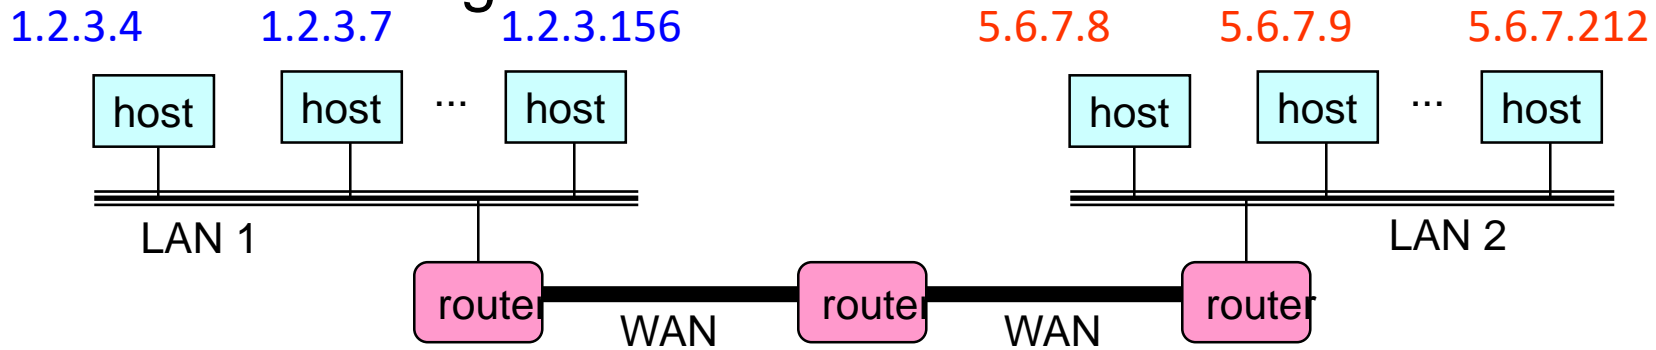 1.2.3.4 1.2.3.7 1.2.3.156 5.6.7.8 5.6.7.9 5.6.7.212
host host ... host host host ... host
LAN 1 LAN 2
router router router
WAN WAN